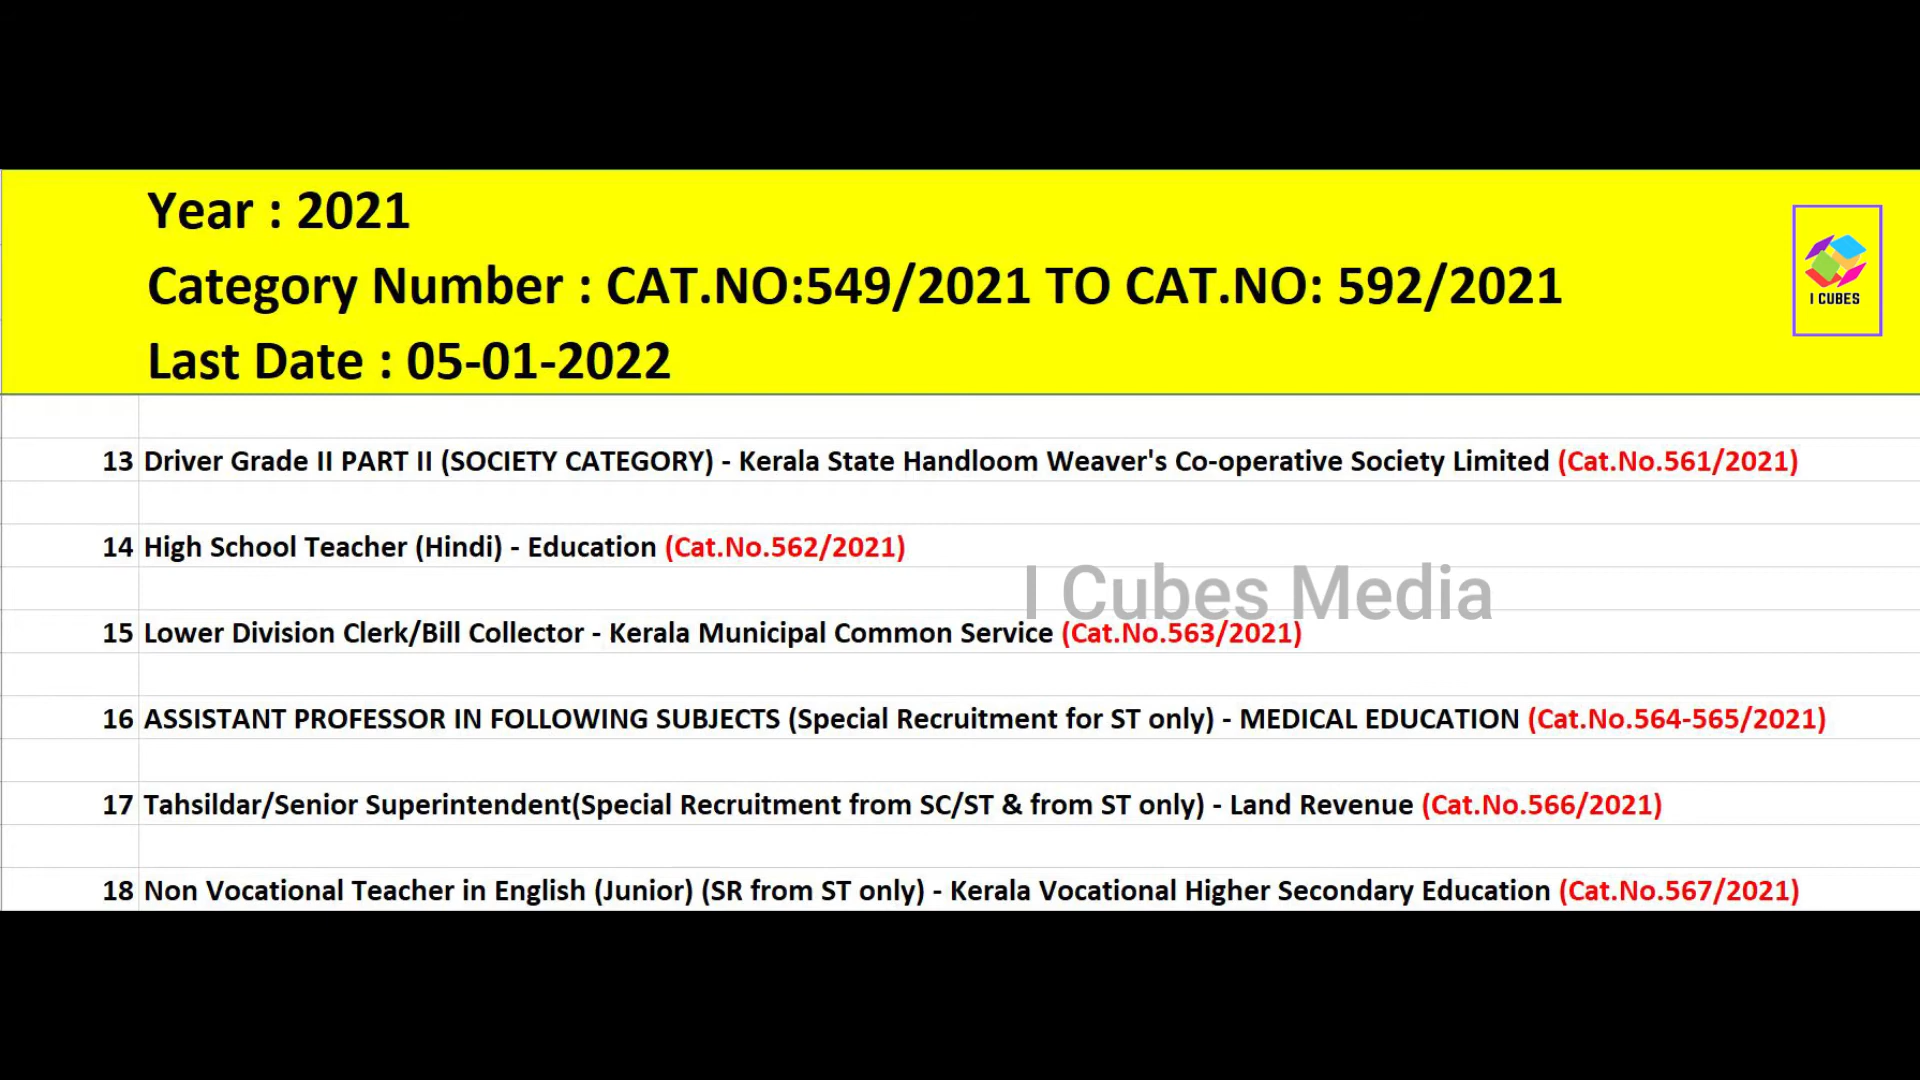 Year : 2021
Category Number : CAT.NO:549/2021 TO CAT.NO: 592/2021
I CUBES
Last Date : 05-01-2022
13 Driver Grade II PART II (SOCIETY CATEGORY) - Kerala State Handloom Weaver's Co-operative Society Limited (Cat.No.561/2021)
14 High School Teacher (Hindi) - Education (Cat.No.562/2021)
I Cubes Media
15 Lower Division Clerk/Bill Collector - Kerala Municipal Common Service (Cat.No.563/2021)
16 ASSISTANT PROFESSOR IN FOLLOWING SUBJECTS (Special Recruitment for ST only) - MEDICAL EDUCATION (Cat.No.564-565/2021)
17 Tahsildar/Senior Superintendent(Special Recruitment from SC/ST & from ST only) - Land Revenue (Cat.No.566/2021)
18 Non Vocational Teacher in English (Junior) (SR from ST only) - Kerala Vocational Higher Secondary Education (Cat.No.567/2021)